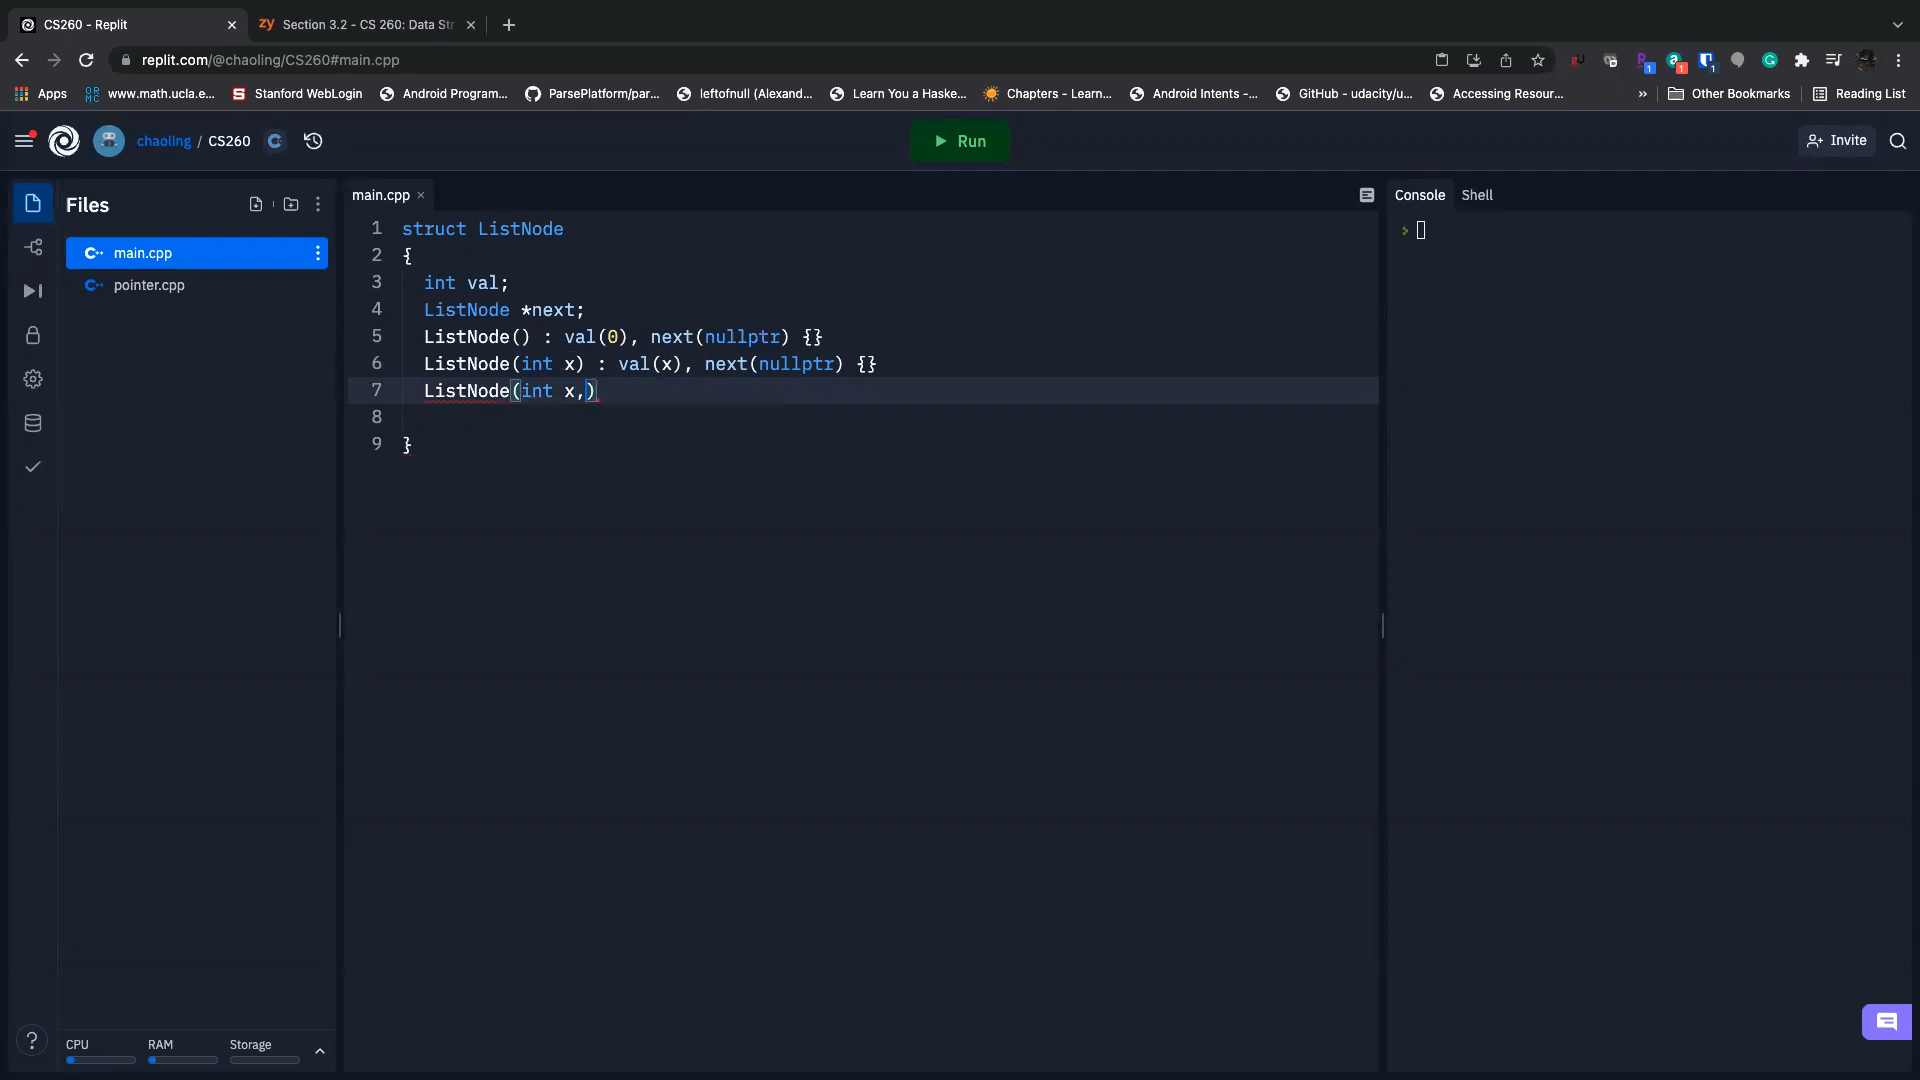 CS260 - Replit
zy Section 3.2 - CS 260: Data Str
replit.com/@chaoling/CS260#main.cpp
Apps
www.math.ucla.e...
Stanford WebLogin
Android Program...
ParsePlatform/par...
leftofnull (Alexand...
Learn You a Haske...
Chapters - Learn...
Android Intents -...
GitHub - udacity/u...
Accessing Resour...
»
Other Bookmarks
Reading List
chaoling / CS260
Run
Invite
Files
main.cpp
pointer.cpp
main.cpp
1 struct ListNode
2 {
3 int val;
4 ListNode *next;
5 ListNode() : val(0), next(nullptr) {}
6 ListNode(int x) : val(x), next(nullptr) {}
7 ListNode(int x,)
8
9 }
Console
Shell
CPU
RAM
Storage
?